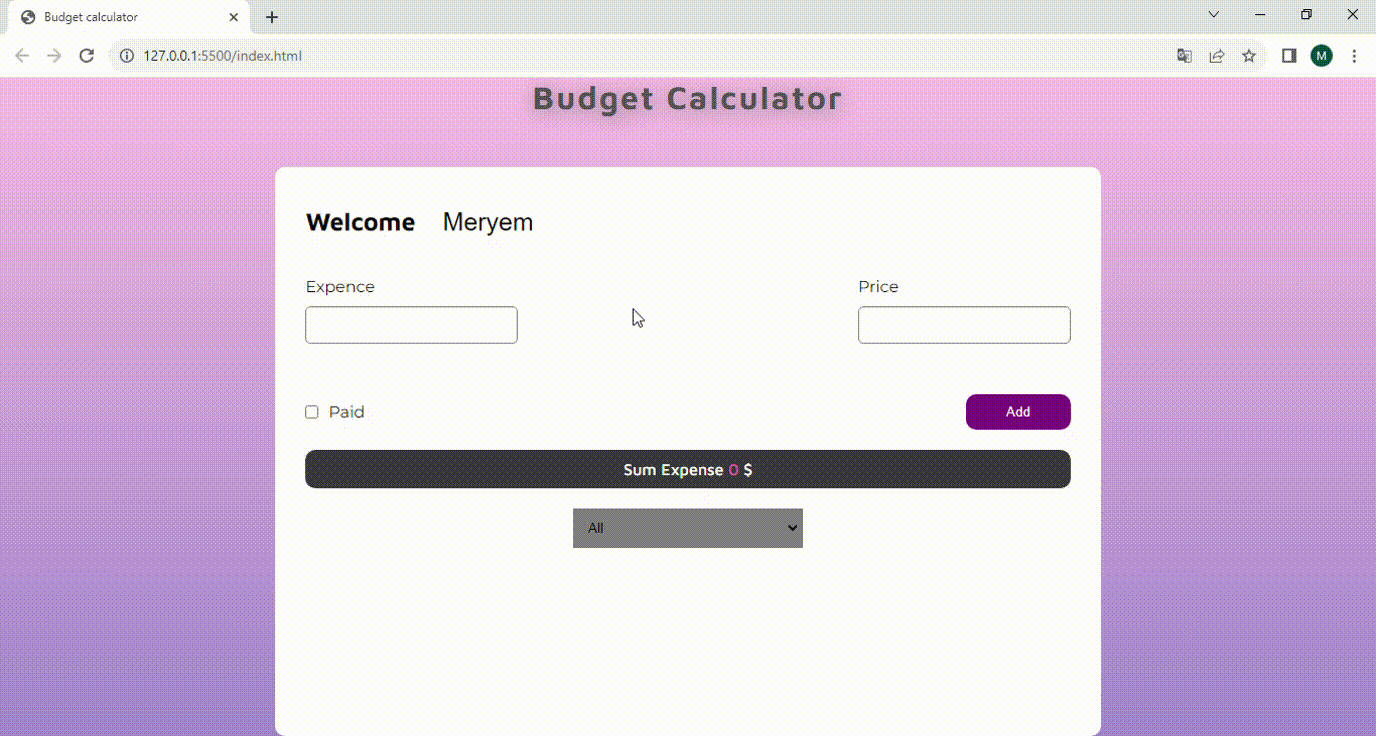 Budget calculator
127.0.0.1:5500/index.html
M
Budget Calculator
Welcome Meryem
Expence Price
Paid Add
Sum Expense 0 $
All